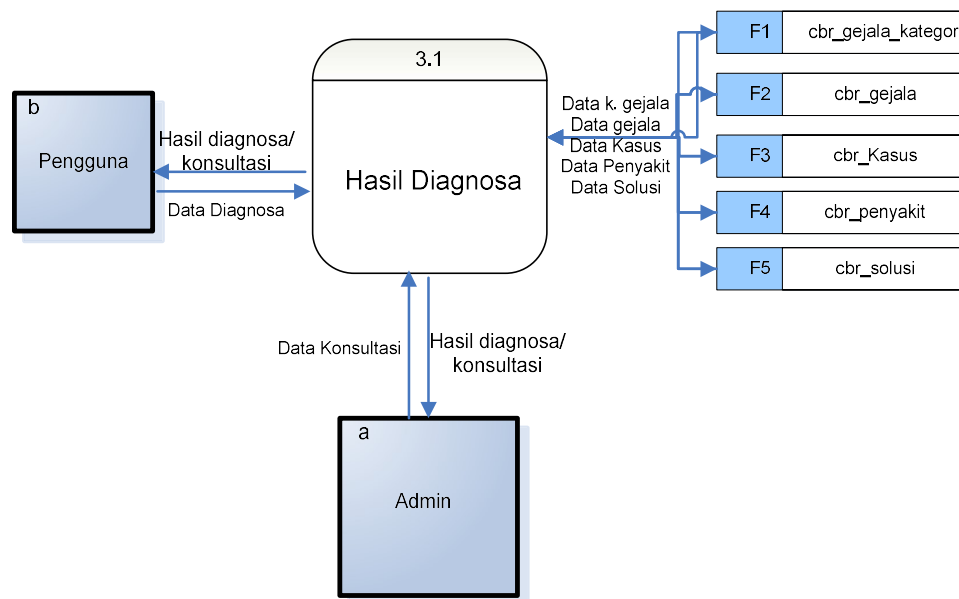 3.1
Hasil Diagnosa
b
Pengguna
Hasil diagnosa/
konsultasi
Data Diagnosa
Data k. gejala
Data gejala
Data Kasus
Data Penyakit
Data Solusi
F1 cbr_gejala_kategor
F2 cbr_gejala
F3 cbr_Kasus
F4 cbr_penyakit
F5 cbr_solusi
Data Konsultasi
Hasil diagnosa/
konsultasi
a
Admin